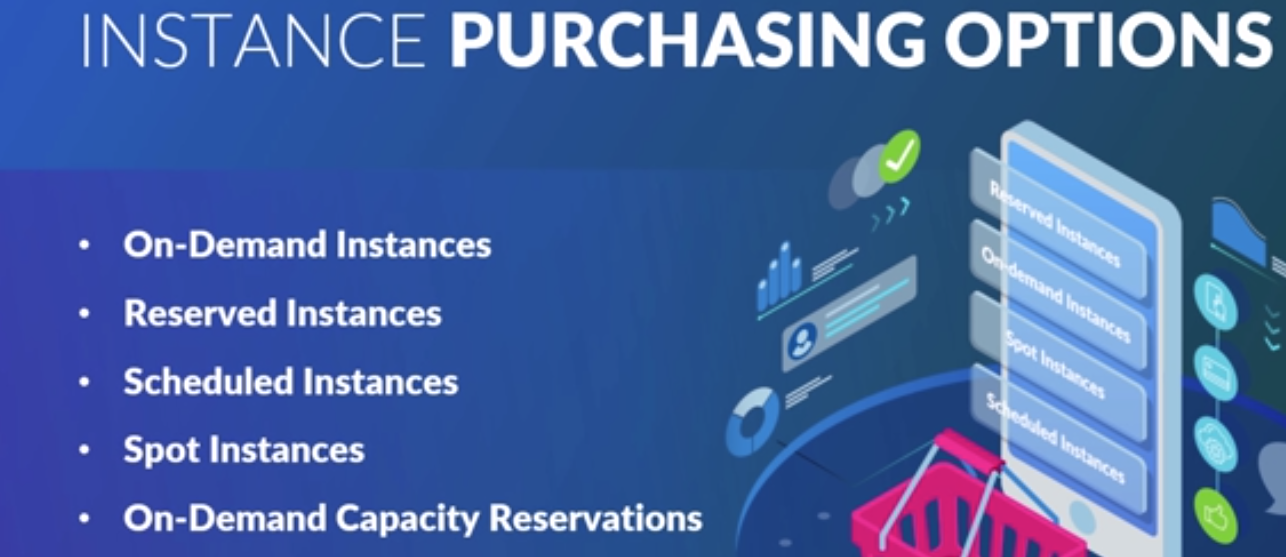 INSTANCE PURCHASING OPTIONS
• On-Demand Instances
• Reserved Instances
• Scheduled Instances
• Spot Instances
• On-Demand Capacity Reservations
Reserved Instances
On-demand Instances
Spot Instances
Scheduled Instances